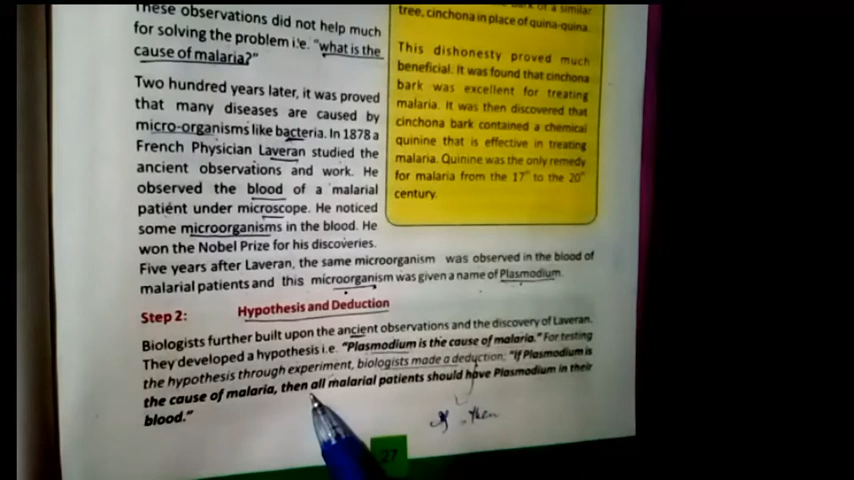 These observations did not help much
for solving the problem i.e. "what is the
cause of malaria?"
Two hundred years later, it was proved
that many diseases are caused by
micro-organisms like bacteria. In 1878 a
French Physician Laveran studied the
ancient observations and work. He
observed the blood of a malarial
patient under microscope. He noticed
some microorganisms in the blood. He
won the Nobel Prize for his discoveries.
Five years after Laveran, the same microorganism was observed in the blood of
malarial patients and this microorganism was given a name of Plasmodium.
Step 2: Hypothesis and Deduction
Biologists further built upon the ancient observations and the discovery of Laveran.
They developed a hypothesis i.e. "Plasmodium is the cause of malaria." For testing
the hypothesis through experiment, biologists made a deduction; "If Plasmodium is
the cause of malaria, then all malarial patients should have Plasmodium in their
blood."
of a similar
tree, cinchona in place of quina-quina.
This dishonesty proved much
beneficial. It was found that cinchona
bark was excellent for treating
malaria. It was then discovered that
cinchona bark contained a chemical
quinine that is effective in treating
malaria. Quinine was the only remedy
for malaria from the 17th to the 20th
century.
If - then
27